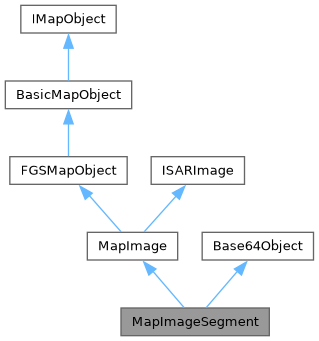 IMapObject
BasicMapObject
FGSMapObject
ISARImage
MapImage
Base64Object
MapImageSegment